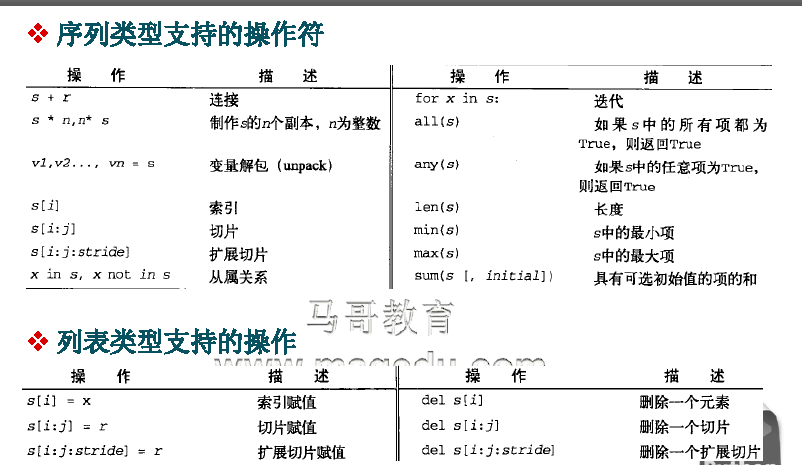 ❖ 序列类型支持的操作符
操 作 描 述 操 作 描 述
s + r 连接 for x in s: 迭代
s * n,n* s 制作s的n个副本，n为整数 all(s) 如果s中的所有项都为
True，则返回True
v1,v2..., vn = s 变量解包（unpack） any(s) 如果s中的任意项为True，
则返回True
s[i] 索引 len(s) 长度
s[i:j] 切片 min(s) s中的最小项
s[i:j:stride] 扩展切片 max(s) s中的最大项
x in s, x not in s 从属关系 sum(s [, initial]) 具有可选初始值的项的和
马哥教育
❖ 列表类型支持的操作
www.magedu.com
操 作 描 述 操 作 描 述
s[i] = x 索引赋值 del s[i] 删除一个元素
s[i:j] = r 切片赋值 del s[i:j] 删除一个切片
s[i:j:stride] = r 扩展切片赋值 del s[i:j:stride] 删除一个扩展切片